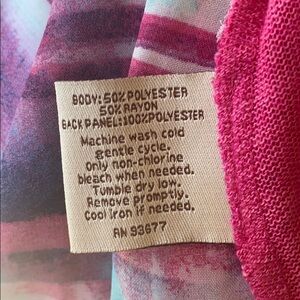 BODY: 50% POLYESTER
50% RAYON
BACK PANEL: 100% POLYESTER
Machine wash cold
gentle cycle.
Only non-chlorine
bleach when needed.
Tumble dry low.
Remove promptly.
Cool Iron if needed.
RN 93677